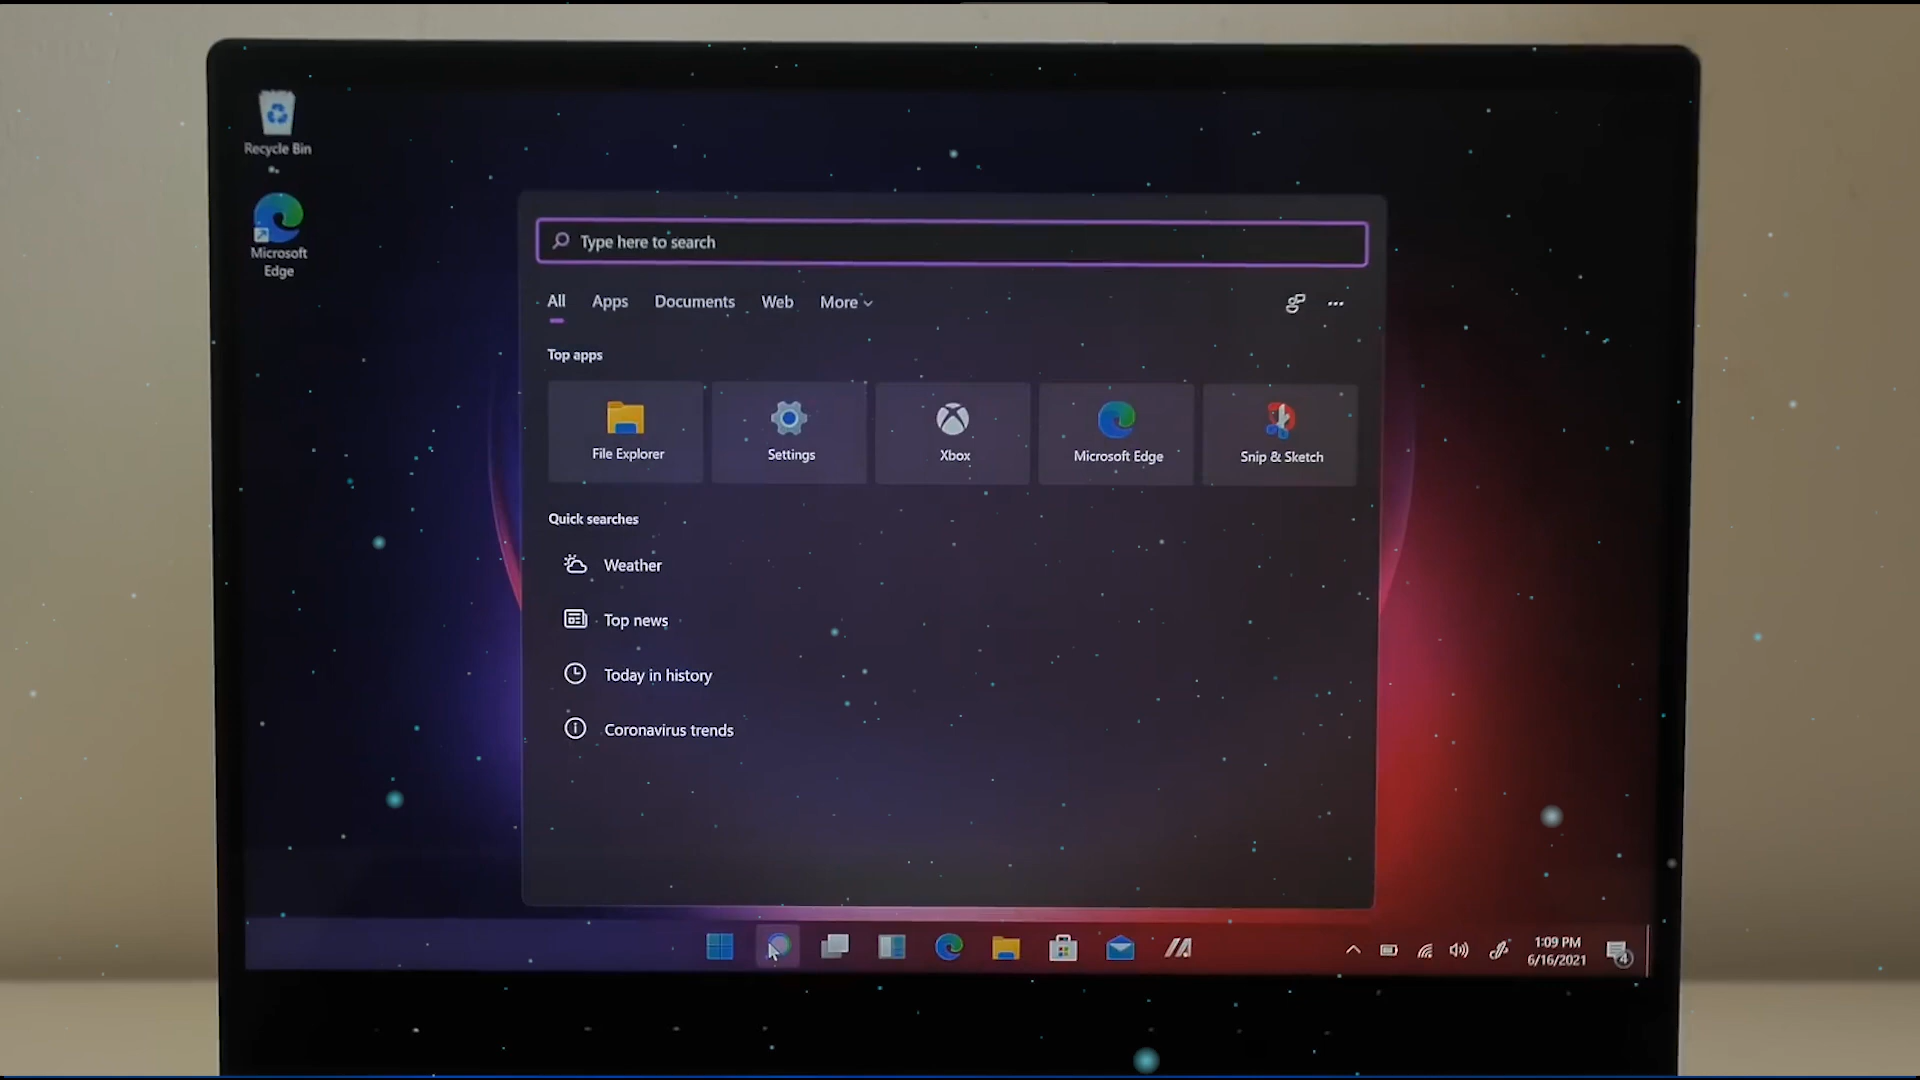 Recycle Bin
Microsoft
Edge
Type here to search
All Apps Documents Web More
Top apps
File Explorer Settings Xbox Microsoft Edge Snip & Sketch
Quick searches
Weather
Top news
Today in history
Coronavirus trends
1:09 PM
6/16/2021
4